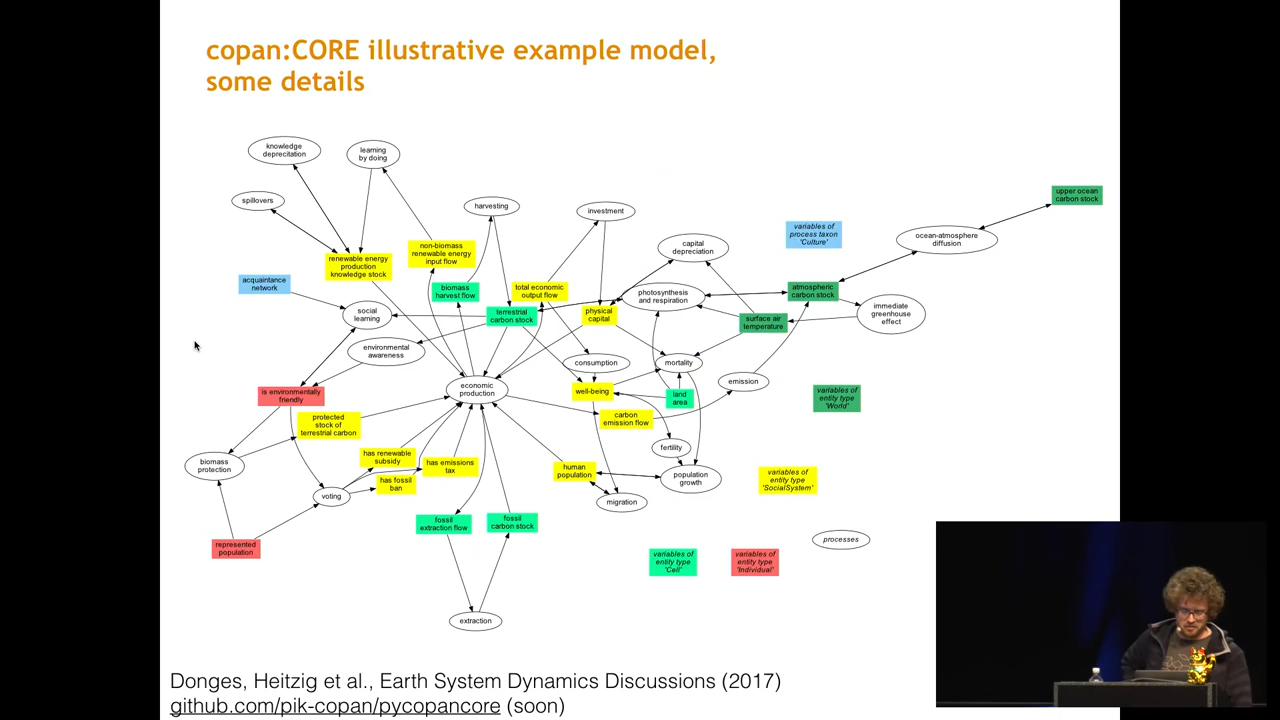 copan:CORE illustrative example model,
some details
knowledge
deprecitation
learning
by doing
spillovers
harvesting
investment
upper ocean
carbon stock
variables of
process taxon
'Culture'
ocean-atmosphere
diffusion
capital
depreciation
non-biomass
renewable energy
input flow
renewable energy
production
knowledge stock
acquaintance
network
biomass
harvest flow
total economic
output flow
photosynthesis
and respiration
atmospheric
carbon stock
social
learning
terrestrial
carbon stock
physical
capital
surface air
temperature
immediate
greenhouse
effect
environmental
awareness
consumption
mortality
emission
economic
production
well-being
land
area
is environmentally
friendly
variables of
entity type
'World'
protected
stock of
terrestrial carbon
carbon
emission flow
fertility
biomass
protection
has renewable
subsidy
has emissions
tax
has fossil
ban
human
population
population
growth
variables of
entity type
'SocialSystem'
voting
migration
fossil
extraction flow
fossil
carbon stock
represented
population
processes
variables of
entity type
'Cell'
variables of
entity type
'Individual'
extraction
Donges, Heitzig et al., Earth System Dynamics Discussions (2017)
github.com/pik-copan/pycopancore (soon)